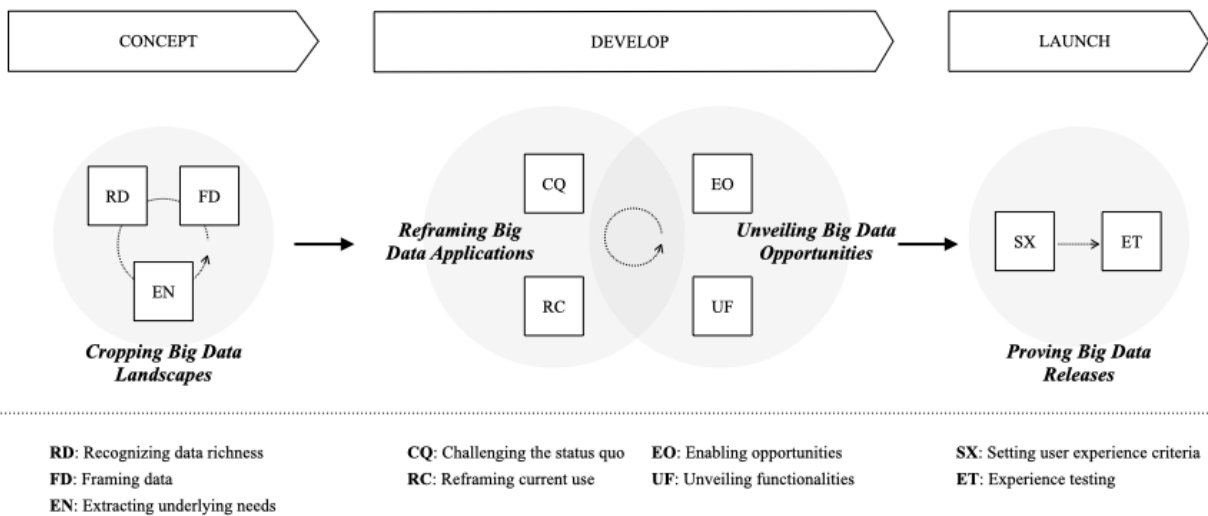 CONCEPT
DEVELOP
LAUNCH
RD
FD
EN
Cropping Big Data
Landscapes
CQ
EO
Reframing Big
Data Applications
Unveiling Big Data
Opportunities
RC
UF
SX
ET
Proving Big Data
Releases
RD: Recognizing data richness
FD: Framing data
EN: Extracting underlying needs
CQ: Challenging the status quo
RC: Reframing current use
EO: Enabling opportunities
UF: Unveiling functionalities
SX: Setting user experience criteria
ET: Experience testing